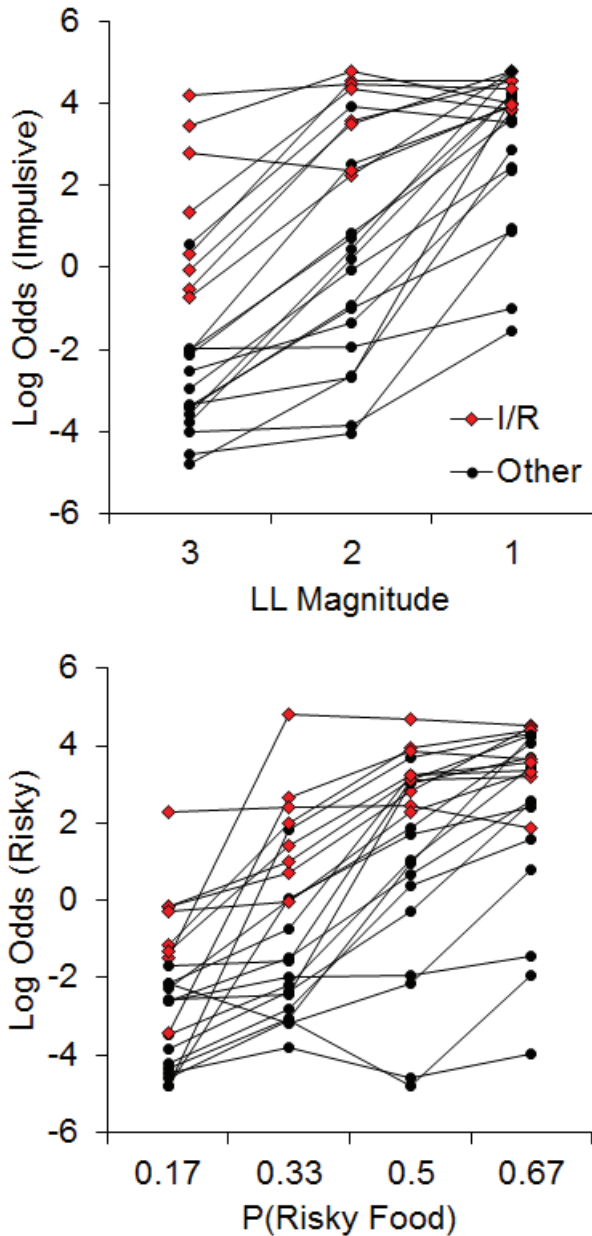 6
4
2
0
-2
-4
-6
Log Odds (Impulsive)
I/R
Other
3 2 1
LL Magnitude
6
4
2
0
-2
-4
-6
Log Odds (Risky)
0.17 0.33 0.5 0.67
P(Risky Food)